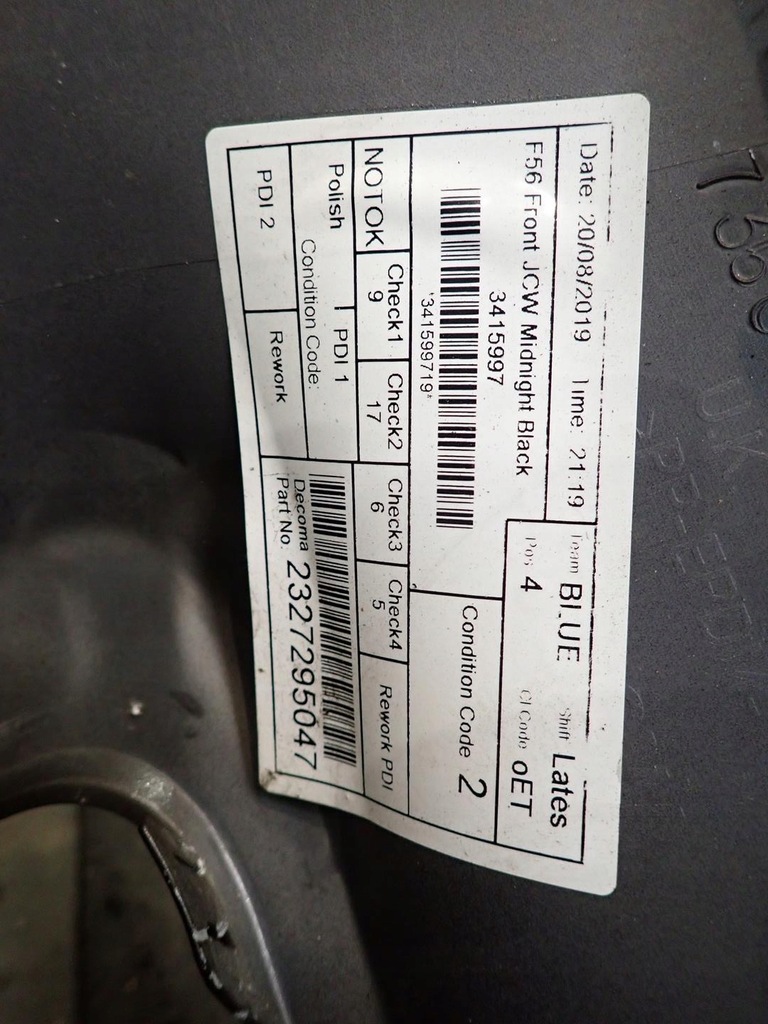 Date: 20/08/2019 Time: 21:19 Team BLUE Shift Lates
F56 Front JCW Midnight Black Pos 4 Cl Code oET
3415997
*341599719* Condition Code 2
NOTOK Check1 Check2 Check3 Check4 Rework PDI
9 17 6 5
Polish PDI 1
Condition Code:
PDI 2 Rework
Decoma
Part No. 2327295047